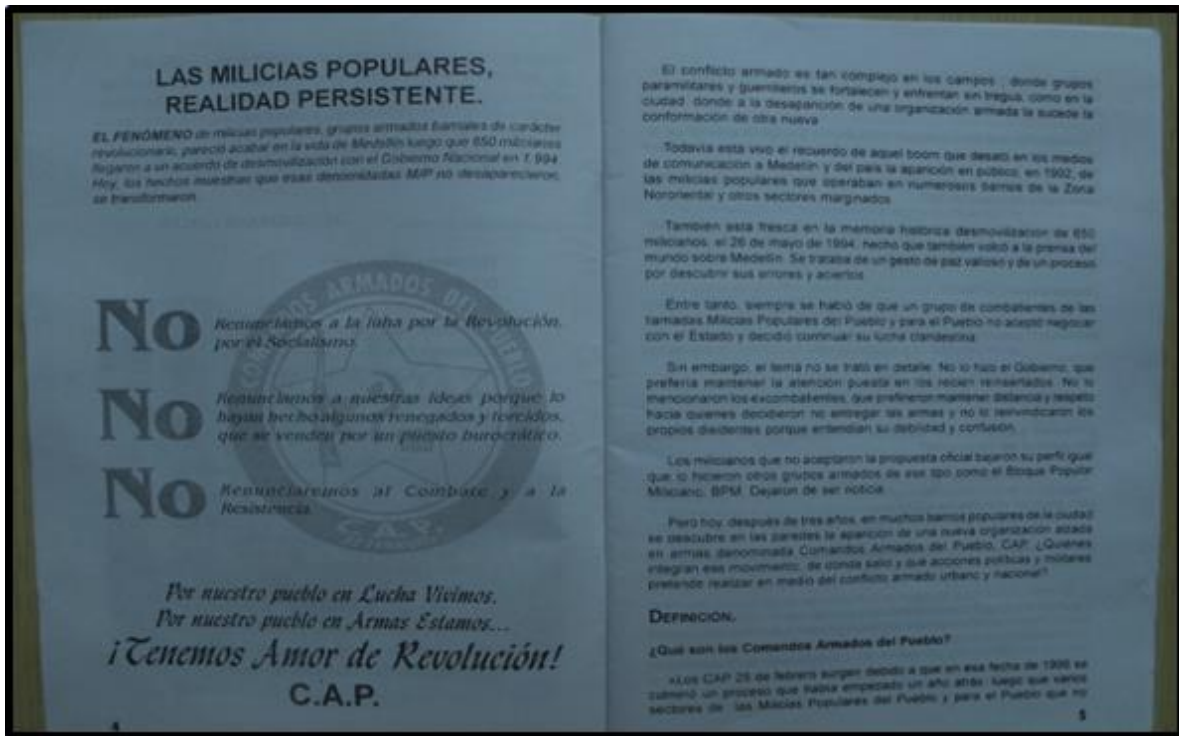 LAS MILICIAS POPULARES,
REALIDAD PERSISTENTE.
EL FENÓMENO de milicias populares, grupos armados barriales de carácter
revolucionario, pareció acabar en la vida de Medellín luego que 650 milicianos
llegaron a un acuerdo de desmovilización con el Gobierno Nacional en 1.994.
Hoy, los hechos muestran que esas denominadas M/P no desaparecieron,
se transformaron.
COMANDOS ARMADOS DEL PUEBLO
No Renunciamos a la lucha por la Revolución,
por el Socialismo.
No Renunciamos a nuestras ideas porque lo
hayan hecho algunos renegados y torcidos,
que se venden por un puesto burocrático.
No Renunciaremos al Combate y a la
Resistencia.
C.A.P.
Por nuestro pueblo en Lucha Vivimos.
Por nuestro pueblo en Armas Estamos...
¡Tenemos Amor de Revolución!
C.A.P.
4
El conflicto armado es tan complejo en los campos, donde grupos
paramilitares y guerrilleros se fortalecen y enfrentan sin tregua, como en la
ciudad, donde a la desaparición de una organización armada la sucede la
conformación de otra nueva.
Todavía está vivo el recuerdo de aquel boom que desató en los medios
de comunicación a Medellín y del país la aparición en público, en 1992, de
las milicias populares que operaban en numerosos barrios de la Zona
Nororiental y otros sectores marginados.
También está fresca en la memoria histórica desmovilización de 650
milicianos, el 26 de mayo de 1994, hecho que también volcó a la prensa del
mundo sobre Medellín. Se trataba de un gesto de paz valioso y de un proceso
por descubrir sus errores y aciertos.
Entre tanto, siempre se habló de que un grupo de combatientes de las
llamadas Milicias Populares del Pueblo y para el Pueblo no aceptó negociar
con el Estado y decidió continuar su lucha clandestina.
Sin embargo, el tema no se trató en detalle. No lo hizo el Gobierno, que
prefería mantener la atención puesta en los recién reinsertados. No lo
mencionaron los excombatientes, que prefirieron mantener distancia y respeto
hacia quienes decidieron no entregar las armas y no lo reivindicaron los
propios disidentes porque entendían su debilidad y confusión.
Los milicianos que no aceptaron la propuesta oficial bajaron su perfil igual
que lo hicieron otros grupos armados de ese tipo como el Bloque Popular
Miliciano, BPM. Dejaron de ser noticia.
Pero hoy, después de tres años, en muchos barrios populares de la ciudad
se descubre en las paredes la aparición de una nueva organización alzada
en armas denominada Comandos Armados del Pueblo, CAP. ¿Quiénes
integran ese movimiento, de dónde salió y qué acciones políticas y militares
pretende realizar en medio del conflicto armado urbano y nacional?
DEFINICIÓN.
¿Qué son los Comandos Armados del Pueblo?
«Los CAP 25 de febrero surgen debido a que en esa fecha de 1996 se
culminó un proceso que había empezado un año atrás, luego que varios
sectores de las Milicias Populares del Pueblo y para el Pueblo que no
5